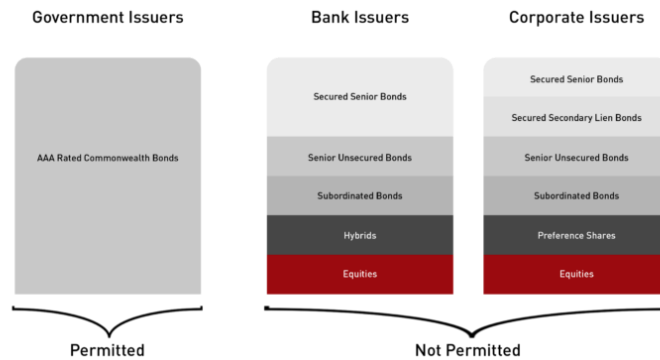 Government Issuers
Bank Issuers
Corporate Issuers
AAA Rated Commonwealth Bonds
Secured Senior Bonds
Senior Unsecured Bonds
Subordinated Bonds
Hybrids
Equities
Secured Senior Bonds
Secured Secondary Lien Bonds
Senior Unsecured Bonds
Subordinated Bonds
Preference Shares
Equities
Permitted
Not Permitted